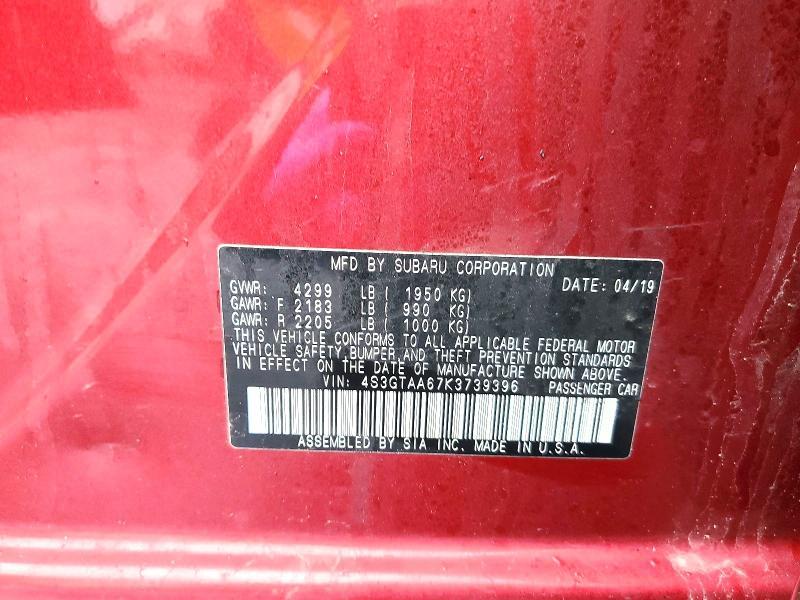 MFD BY SUBARU CORPORATION DATE: 04/19
GVWR: 4299 LB ( 1950 KG)
GAWR: F 2183 LB ( 990 KG)
GAWR: R 2205 LB ( 1000 KG)
THIS VEHICLE CONFORMS TO ALL APPLICABLE FEDERAL MOTOR
VEHICLE SAFETY,BUMPER,AND THEFT PREVENTION STANDARDS
IN EFFECT ON THE DATE OF MANUFACTURE SHOWN ABOVE.
VIN: 4S3GTAA67K3739396 PASSENGER CAR
ASSEMBLED BY SIA INC. MADE IN U.S.A.